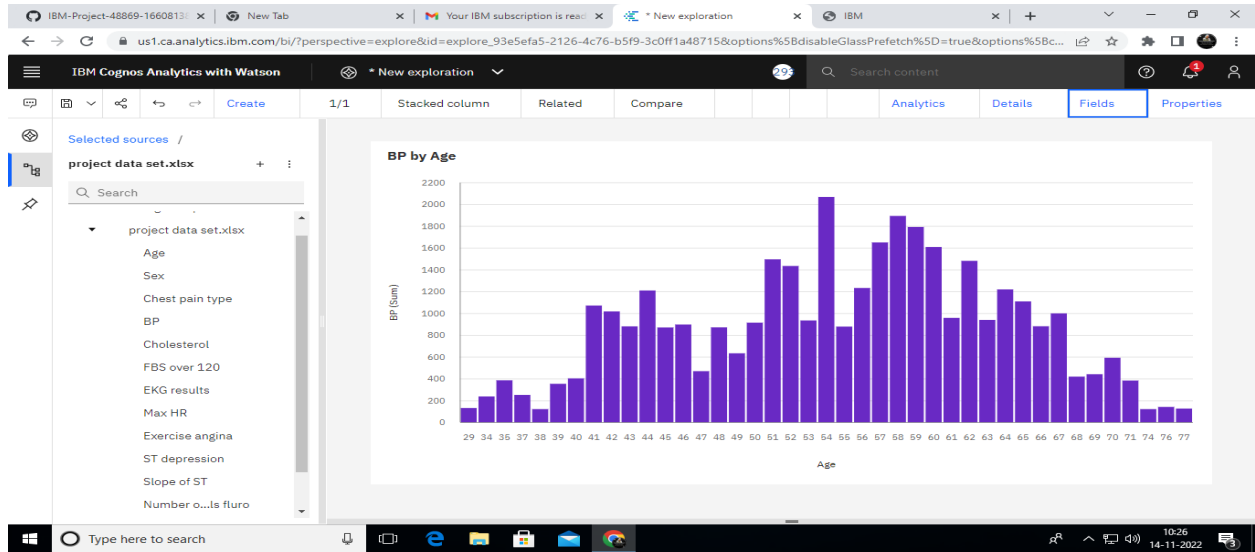 IBM-Project-48869-1660813
New Tab
Your IBM subscription is read
* New exploration
IBM
us1.ca.analytics.ibm.com/bi/?perspective=explore&id=explore_93e5efa5-2126-4c76-b5f9-3c0ff1a48715&options%5BdisableGlassPrefetch%5D=true&options%5Bc...
IBM Cognos Analytics with Watson
* New exploration
293
Search content
1
Create
1/1
Stacked column
Related
Compare
Analytics
Details
Fields
Properties
Selected sources /
project data set.xlsx
Search
project data set.xlsx
Age
Sex
Chest pain type
BP
Cholesterol
FBS over 120
EKG results
Max HR
Exercise angina
ST depression
Slope of ST
Number o...ls fluro
BP by Age
2200
2000
1800
1600
1400
1200
1000
800
600
400
200
0
BP (Sum)
29 34 35 37 38 39 40 41 42 43 44 45 46 47 48 49 50 51 52 53 54 55 56 57 58 59 60 61 62 63 64 65 66 67 68 69 70 71 74 76 77
Age
Type here to search
10:26
14-11-2022
3